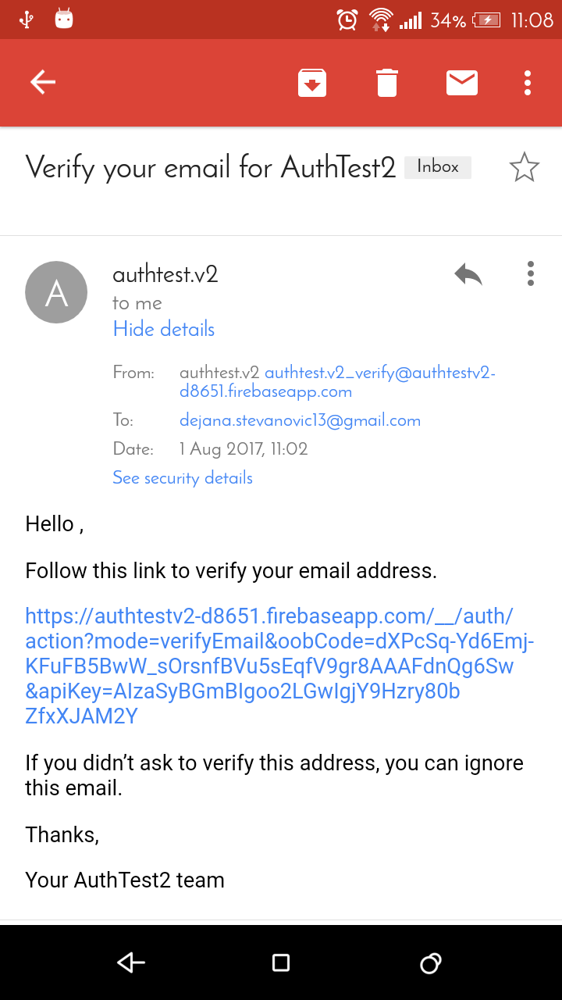 34% 11:08
Verify your email for AuthTest2 Inbox
A
authtest.v2
to me
Hide details
From: authtest.v2 authtest.v2_verify@authtestv2-
d8651.firebaseapp.com
To: dejana.stevanovic13@gmail.com
Date: 1 Aug 2017, 11:02
See security details
Hello ,
Follow this link to verify your email address.
https://authtestv2-d8651.firebaseapp.com/__/auth/
action?mode=verifyEmail&oobCode=dXPcSq-Yd6Emj-
KFuFB5BwW_sOrsnfBVu5sEqfV9gr8AAAFdnQg6Sw
&apiKey=AIzaSyBGmBIgoo2LGwIgjY9Hzry80b
ZfxXJAM2Y
If you didn’t ask to verify this address, you can ignore
this email.
Thanks,
Your AuthTest2 team